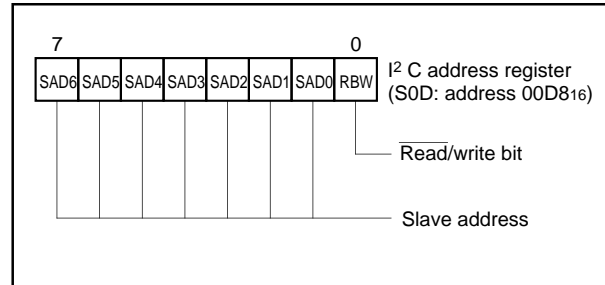 7 0
SAD6 SAD5 SAD4 SAD3 SAD2 SAD1 SAD0 RBW
I² C address register
(S0D: address 00D8₁₆)
R̅e̅a̅d̅/write bit
Slave address